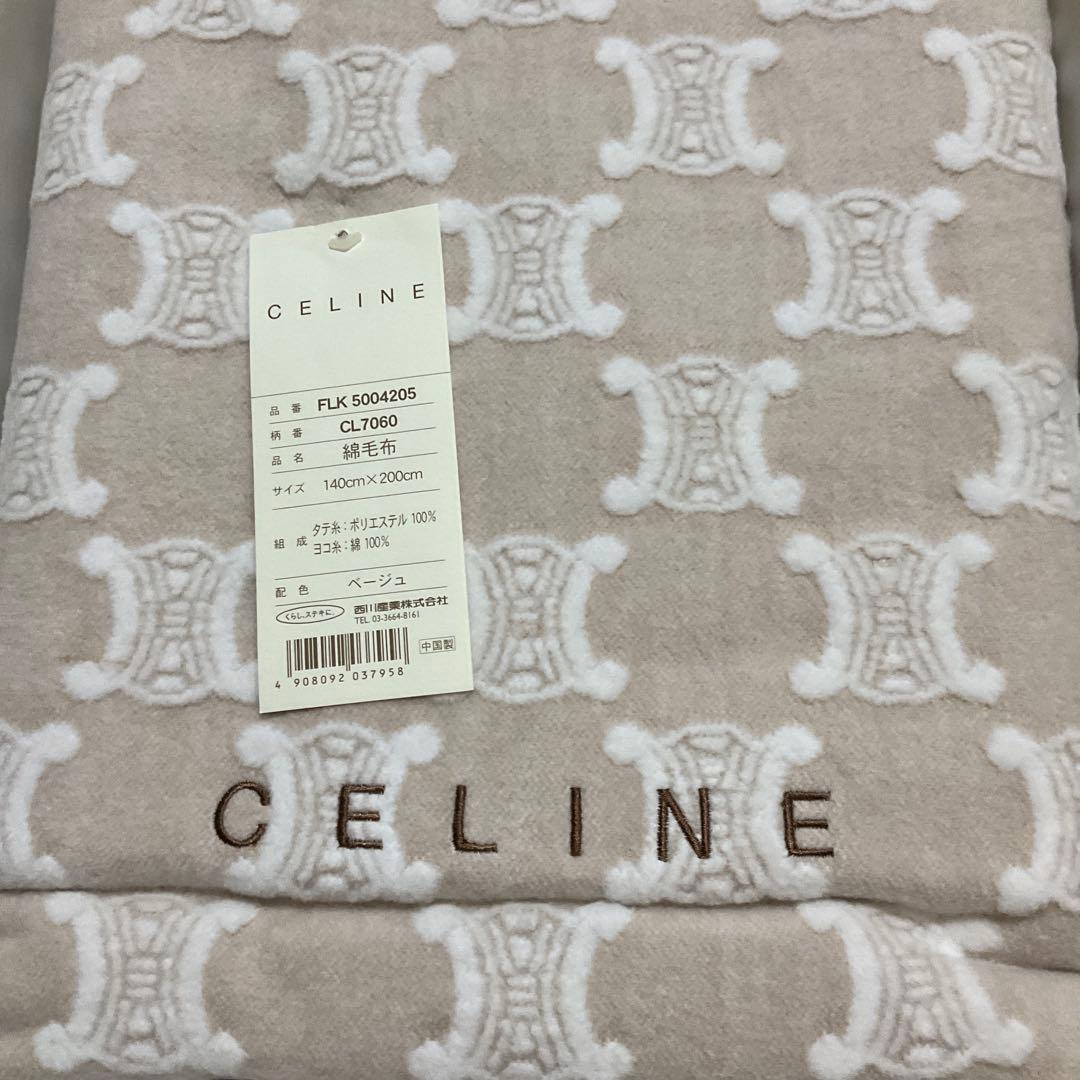 CELINE
品番 FLK 5004205
柄番 CL7060
品名 綿毛布
サイズ 140cm×200cm
組成 タテ糸:ポリエステル 100%
ヨコ糸:綿 100%
配色 ベージュ
くらし、ステキに。 西川産業株式会社
TEL. 03-3664-8161
中国製
4 908092 037958
CELINE